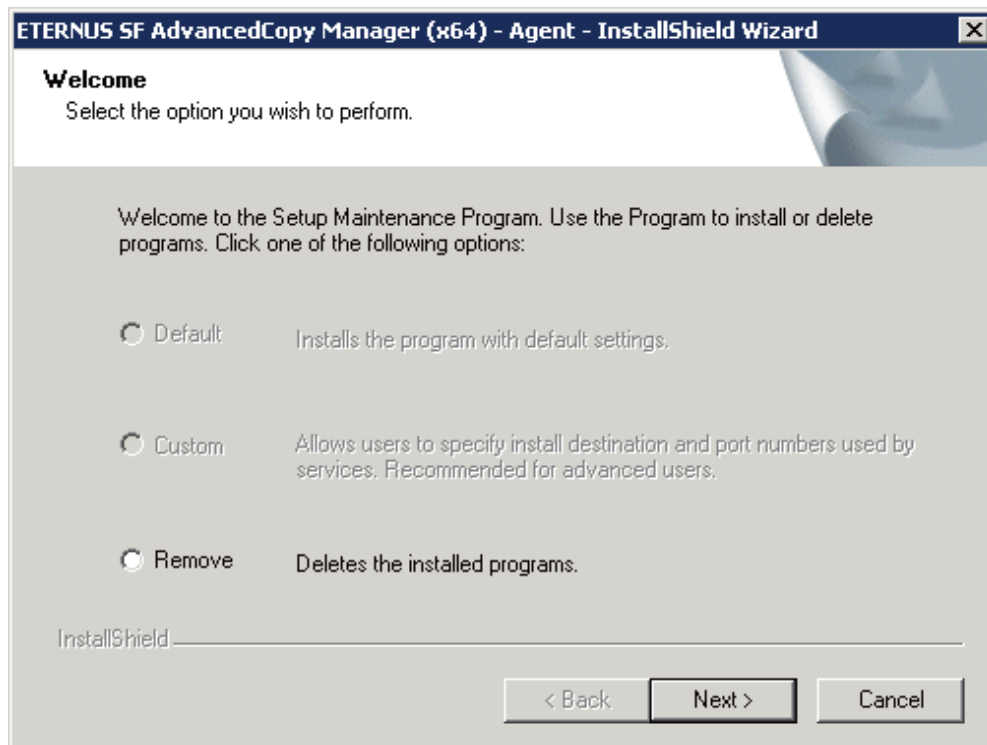 ETERNUS SF AdvancedCopy Manager (x64) - Agent - InstallShield Wizard
Welcome
Select the option you wish to perform.
Welcome to the Setup Maintenance Program. Use the Program to install or delete
programs. Click one of the following options:
Default
Installs the program with default settings.
Custom
Allows users to specify install destination and port numbers used by
services. Recommended for advanced users.
Remove
Deletes the installed programs.
InstallShield
< Back
Next >
Cancel